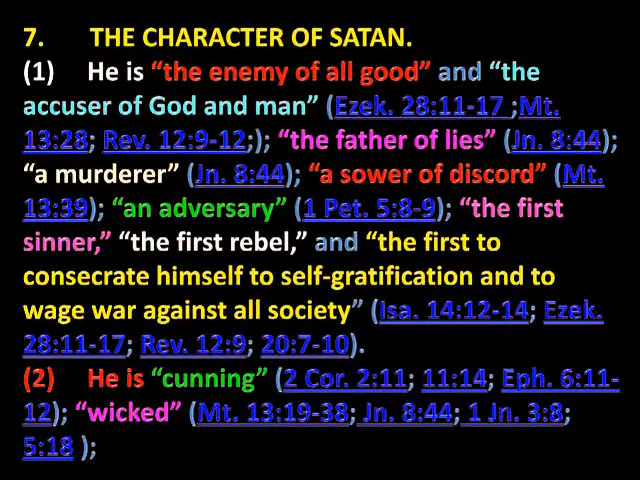 7. THE CHARACTER OF SATAN.
(1) He is “the enemy of all good” and “the
accuser of God and man” (Ezek. 28:11-17 ;Mt.
13:28; Rev. 12:9-12;); “the father of lies” (Jn. 8:44);
“a murderer” (Jn. 8:44); “a sower of discord” (Mt.
13:39); “an adversary” (1 Pet. 5:8-9); “the first
sinner,” “the first rebel,” and “the first to
consecrate himself to self-gratification and to
wage war against all society” (Isa. 14:12-14; Ezek.
28:11-17; Rev. 12:9; 20:7-10).
(2) He is “cunning” (2 Cor. 2:11; 11:14; Eph. 6:11-
12); “wicked” (Mt. 13:19-38; Jn. 8:44; 1 Jn. 3:8;
5:18 );